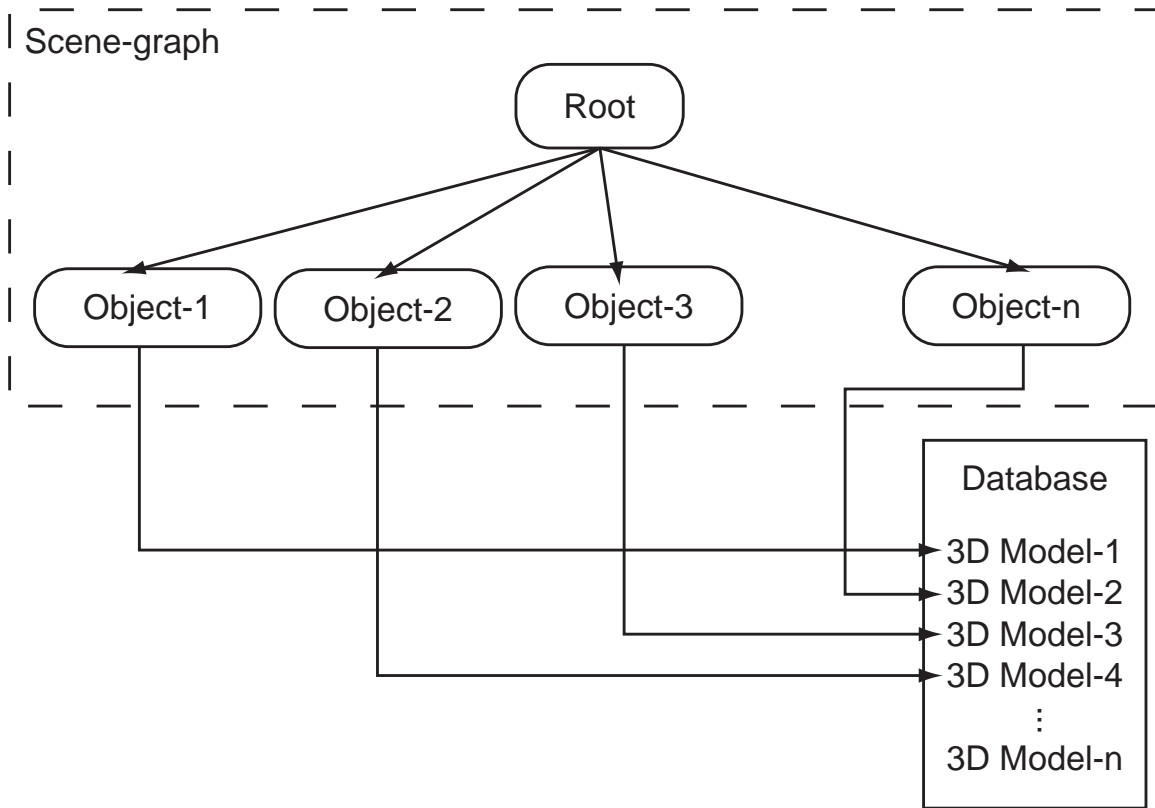 Scene-graph
Root
Object-1
Object-2
Object-3
Object-n
Database
3D Model-1
3D Model-2
3D Model-3
3D Model-4
⋮
3D Model-n